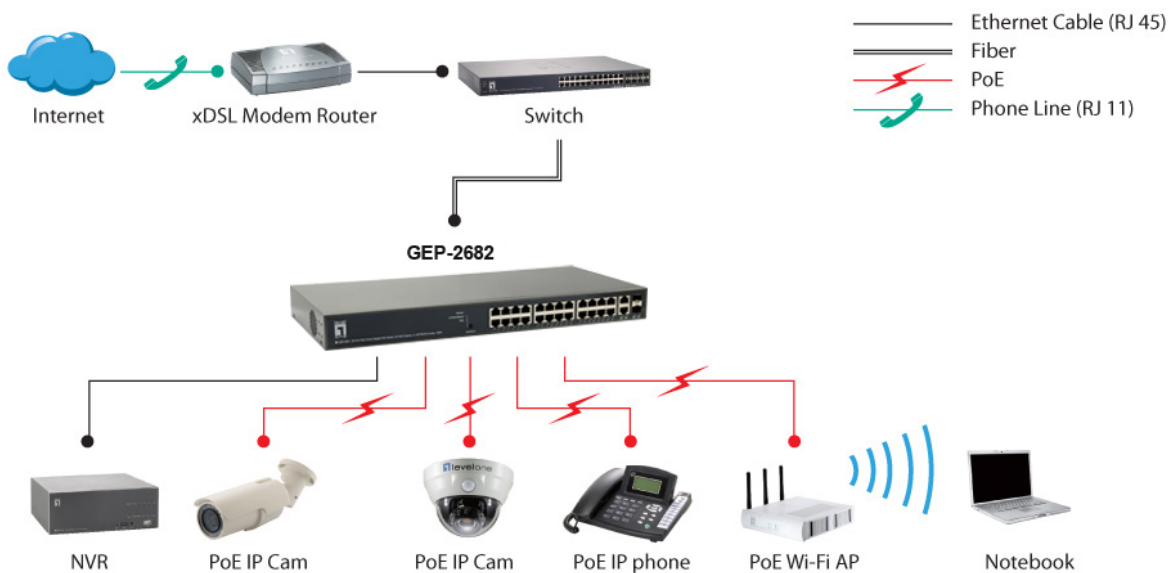 Ethernet Cable (RJ 45)
Fiber
PoE
Phone Line (RJ 11)
Internet
xDSL Modem Router
Switch
GEP-2682
levelone
NVR
PoE IP Cam
PoE IP Cam
PoE IP phone
PoE Wi-Fi AP
Notebook